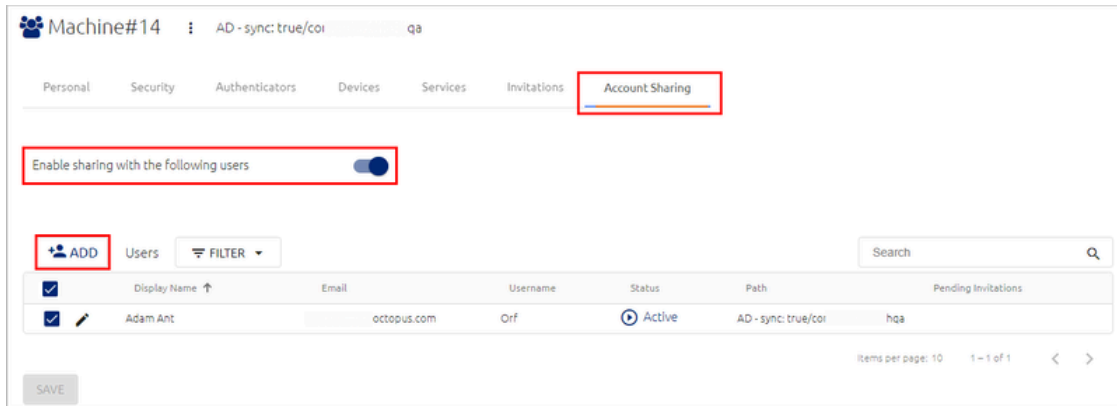 Machine#14 AD - sync: true/co qa
Personal Security Authenticators Devices Services Invitations Account Sharing
Enable sharing with the following users
ADD Users FILTER Search
Display Name Email Username Status Path Pending Invitations
Adam Ant octopus.com Orf Active AD - sync: true/cor hqa
Items per page: 10 1 – 1 of 1
SAVE